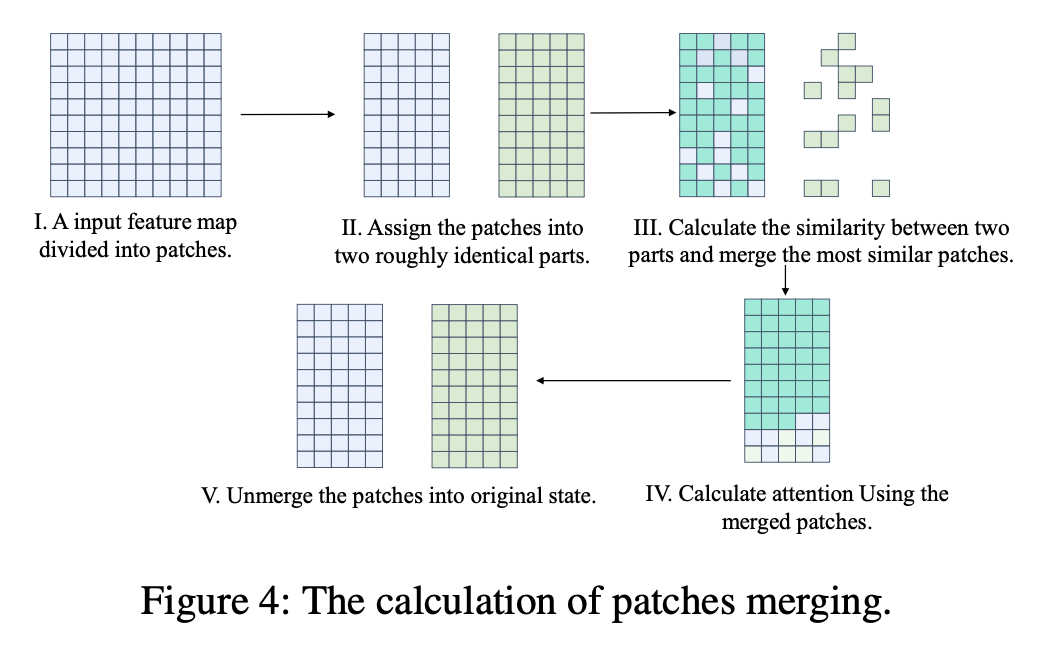 I. A input feature map
divided into patches.
II. Assign the patches into
two roughly identical parts.
III. Calculate the similarity between two
parts and merge the most similar patches.
IV. Calculate attention Using the
merged patches.
V. Unmerge the patches into original state.
Figure 4: The calculation of patches merging.